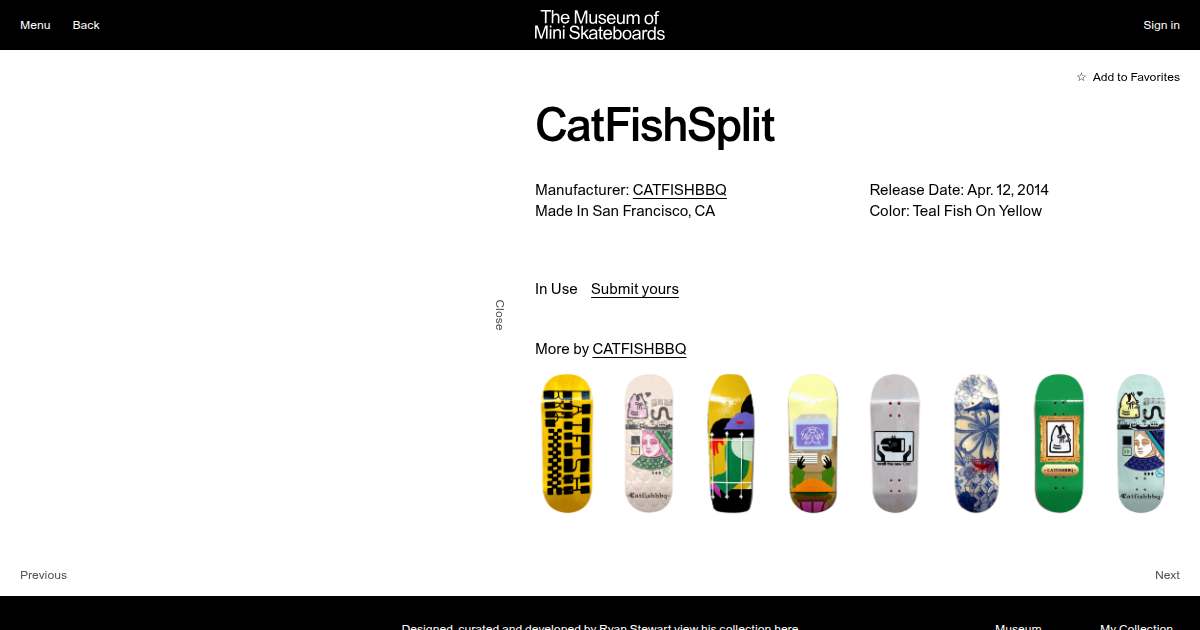 Menu
Back
The Museum of
Mini Skateboards
Sign in
☆ Add to Favorites
CatFishSplit
Manufacturer: CATFISHBBQ
Made In San Francisco, CA
Release Date: Apr. 12, 2014
Color: Teal Fish On Yellow
In Use
Submit yours
Close
More by CATFISHBBQ
CATFISHBBQ
Catfishbbq
Catfishbbq
Previous
Next
Designed, curated and developed by Ryan Stewart view his collection here
Museum
My Collection